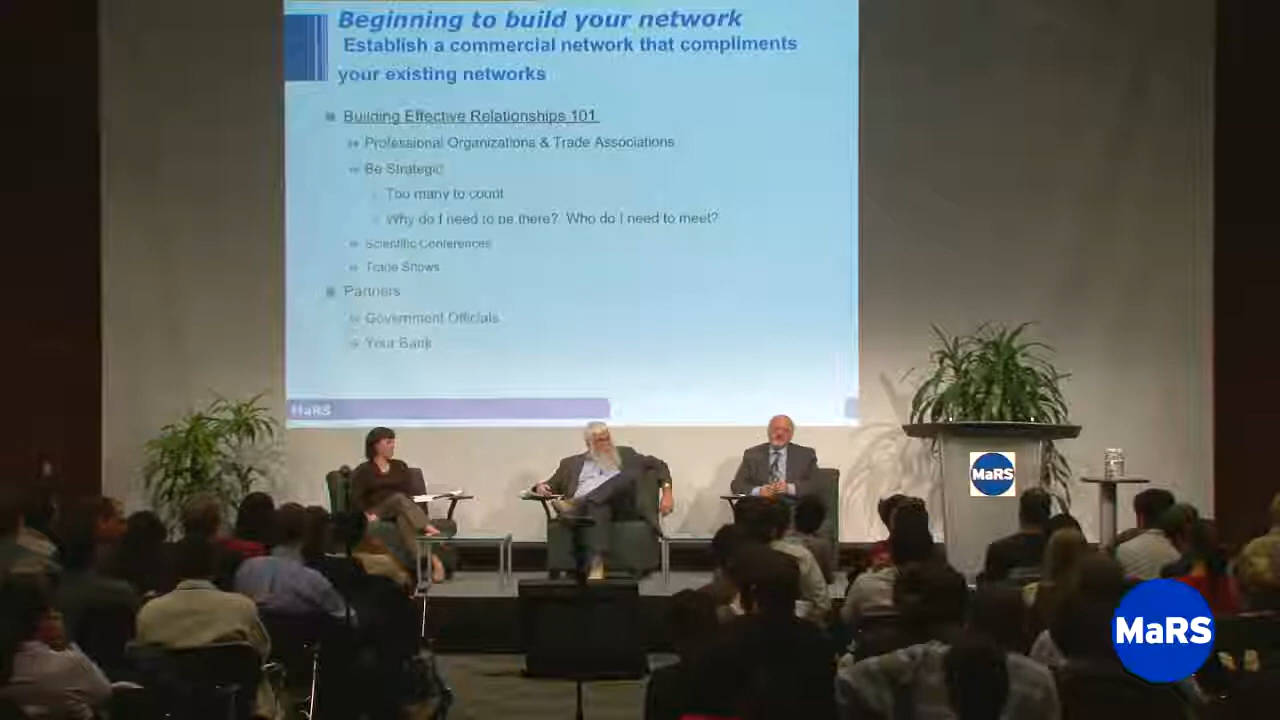 Beginning to build your network
Establish a commercial network that compliments
your existing networks
Building Effective Relationships 101
Professional Organizations & Trade Associations
Be Strategic
Too many to count
Why do I need to be there? Who do I need to meet?
Scientific Conferences
Trade Shows
Partners
Government Officials
Your Bank
MaRS
MaRS
MaRS